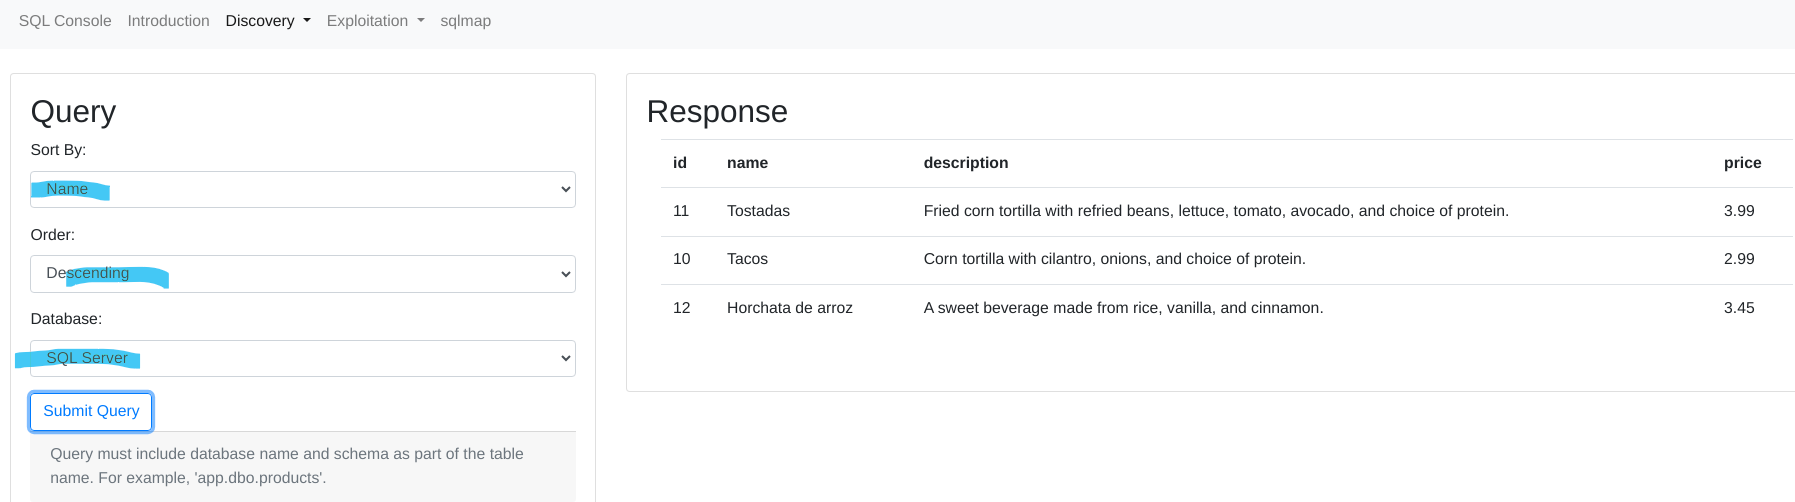 SQL Console Introduction Discovery Exploitation sqlmap
Query
Sort By:
Name
Order:
Descending
Database:
SQL Server
Submit Query
Query must include database name and schema as part of the table
name. For example, 'app.dbo.products'.
Response
id name description price
11 Tostadas Fried corn tortilla with refried beans, lettuce, tomato, avocado, and choice of protein. 3.99
10 Tacos Corn tortilla with cilantro, onions, and choice of protein. 2.99
12 Horchata de arroz A sweet beverage made from rice, vanilla, and cinnamon. 3.45